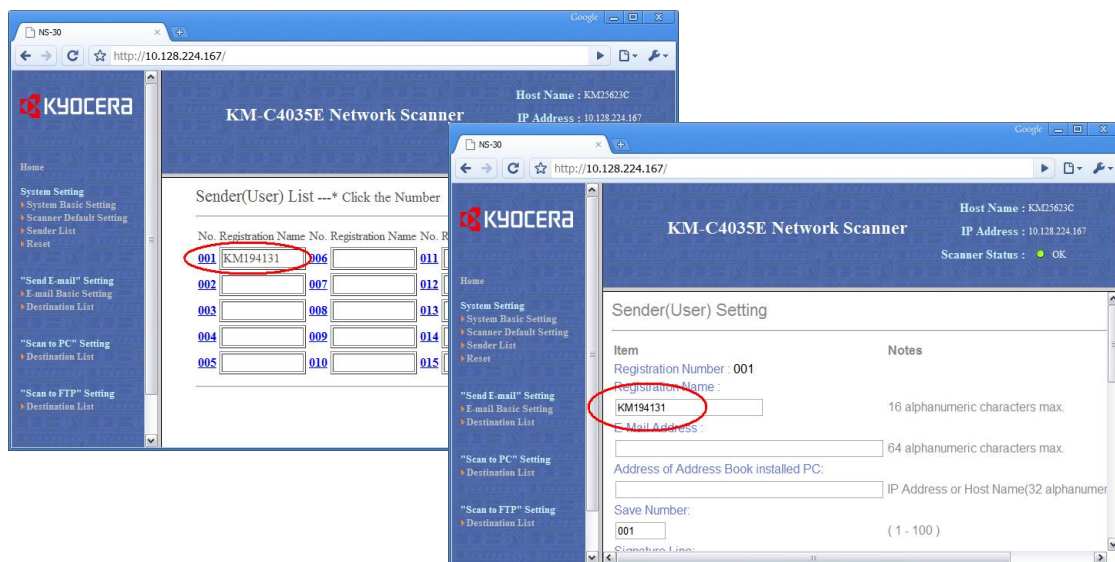 Google
NS-30
http://10.128.224.167/
KYOCERA
KM-C4035E Network Scanner
Host Name : KM25623C
IP Address : 10.128.224.167
Home
System Setting
System Basic Setting
Scanner Default Setting
Sender List
Reset
"Send E-mail" Setting
E-mail Basic Setting
Destination List
"Scan to PC" Setting
Destination List
"Scan to FTP" Setting
Destination List
Sender(User) List ---* Click the Number
No. Registration Name No. Registration Name No.
001 KM194131 006 011
002 007 012
003 008 013
004 009 014
005 010 015
Google
NS-30
http://10.128.224.167/
KYOCERA
KM-C4035E Network Scanner
Host Name : KM25623C
IP Address : 10.128.224.167
Scanner Status : OK
Home
System Setting
System Basic Setting
Scanner Default Setting
Sender List
Reset
"Send E-mail" Setting
E-mail Basic Setting
Destination List
"Scan to PC" Setting
Destination List
"Scan to FTP" Setting
Destination List
Sender(User) Setting
Item Notes
Registration Number : 001
Registration Name :
KM194131 16 alphanumeric characters max.
E-Mail Address :
64 alphanumeric characters max.
Address of Address Book installed PC:
IP Address or Host Name(32 alphanumer
Save Number:
001 ( 1 - 100 )
Signature Line: